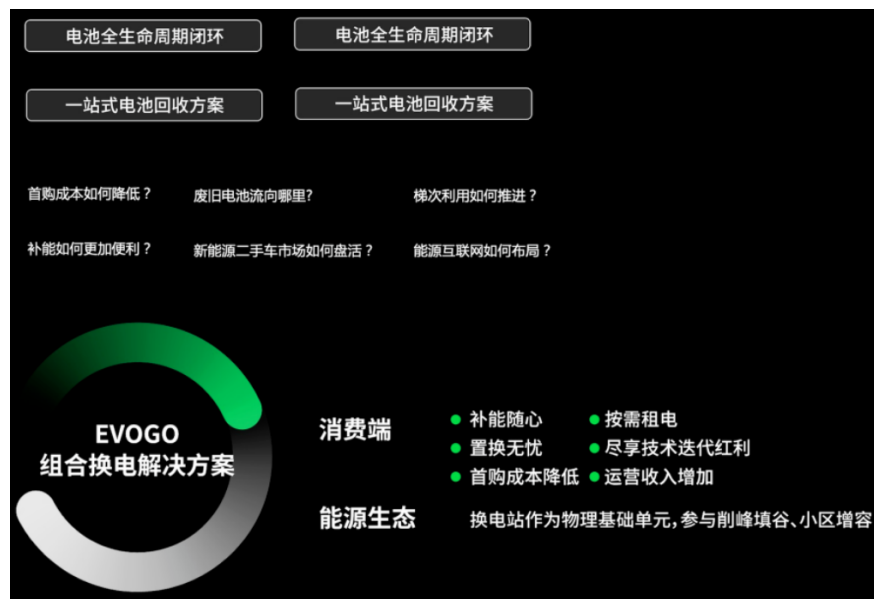 电池全生命周期闭环 电池全生命周期闭环
一站式电池回收方案 一站式电池回收方案
首购成本如何降低？ 废旧电池流向哪里? 梯次利用如何推进？
补能如何更加便利？ 新能源二手车市场如何盘活？ 能源互联网如何布局？
EVOGO
组合换电解决方案
消费端
补能随心 按需租电
置换无忧 尽享技术迭代红利
首购成本降低 运营收入增加
能源生态
换电站作为物理基础单元,参与削峰填谷、小区增容